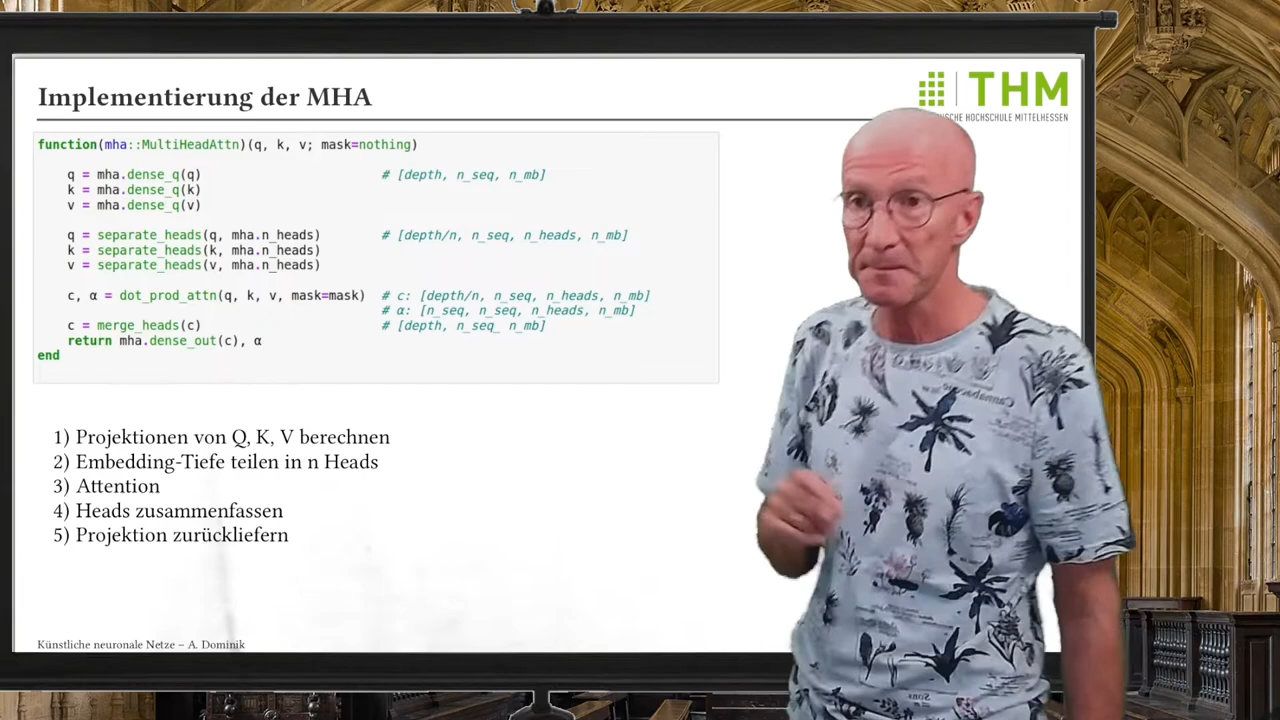 Implementierung der MHA
THM
SCHE HOCHSCHULE MITTELHESSEN
function(mha::MultiHeadAttn)(q, k, v; mask=nothing)
q = mha.dense_q(q) # [depth, n_seq, n_mb]
k = mha.dense_q(k)
v = mha.dense_q(v)
q = separate_heads(q, mha.n_heads) # [depth/n, n_seq, n_heads, n_mb]
k = separate_heads(k, mha.n_heads)
v = separate_heads(v, mha.n_heads)
c, α = dot_prod_attn(q, k, v, mask=mask) # c: [depth/n, n_seq, n_heads, n_mb]
# α: [n_seq, n_seq, n_heads, n_mb]
c = merge_heads(c) # [depth, n_seq_ n_mb]
return mha.dense_out(c), α
end
1) Projektionen von Q, K, V berechnen
2) Embedding-Tiefe teilen in n Heads
3) Attention
4) Heads zusammenfassen
5) Projektion zurückliefern
Künstliche neuronale Netze – A. Dominik